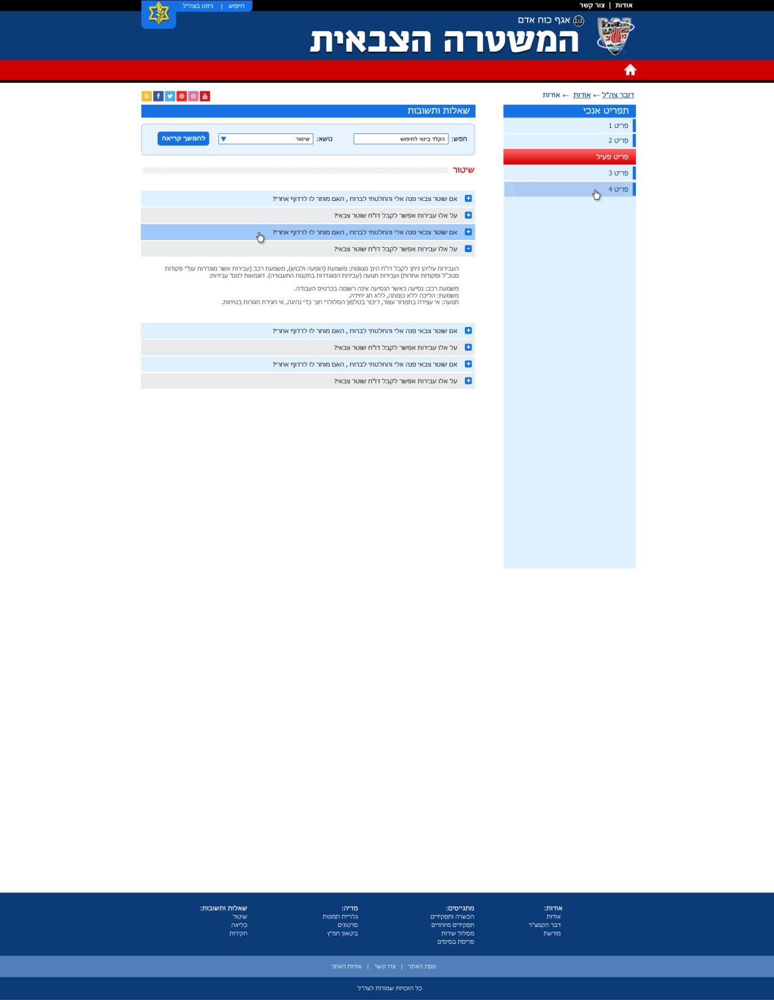 אודות | צור קשר
חיפוש | ניווט בצה"ל
אגף כוח אדם
המשטרה הצבאית
דובר צה"ל ← אודות ← אודות
תפריט אנכי
פריט 1
פריט 2
פריט פעיל
פריט 3
פריט 4
שאלות ותשובות
חפש: הקלד ביטוי לחיפוש נושא: שיטור להמשך קריאה
שיטור
אם שוטר צבאי פנה אלי והחלטתי לברוח , האם מותר לו לרדוף אחרי?
על אלו עבירות אפשר לקבל דו"ח שוטר צבאי?
אם שוטר צבאי פנה אלי והחלטתי לברוח , האם מותר לו לרדוף אחרי?
על אלו עבירות אפשר לקבל דו"ח שוטר צבאי?
העבירות עליהן ניתן לקבל דו"ח הינן מגוונות: משמעת (הופעה ולבוש), משמעת רכב (עבירות אשר מוגדרות עפ"י פקודות
מטכ"ל ופקודות אחרות) ועבירות תנועה (עבירות המוגדרות בתקנות התעבורה). דוגמאות למס' עבירות:
משמעת רכב: נסיעה כאשר הנסיעה אינה רשומה בכרטיס העבודה.
משמעת: הליכה ללא כומתה, ללא תג יחידה.
תנועה: אי עצירה בתמרור עצור, דיבור בטלפון הסלולרי תוך כדי נהיגה, אי חגירת חגורות בטיחות.
אם שוטר צבאי פנה אלי והחלטתי לברוח , האם מותר לו לרדוף אחרי?
על אלו עבירות אפשר לקבל דו"ח שוטר צבאי?
אם שוטר צבאי פנה אלי והחלטתי לברוח , האם מותר לו לרדוף אחרי?
על אלו עבירות אפשר לקבל דו"ח שוטר צבאי?
אודות:
אודות
דבר הקמצ"ר
מורשת
מתגייסים:
הכשרה ותפקידים
תפקידים מיוחדים
מסלול שירות
פריסת בסיסים
מדיה:
גלריית תמונות
סרטונים
ביטאון חמ"ץ
שאלות ותשובות:
שיטור
כליאה
חקירות
מפת האתר | צרו קשר | אודות האתר
כל הזכויות שמורות לצה"ל